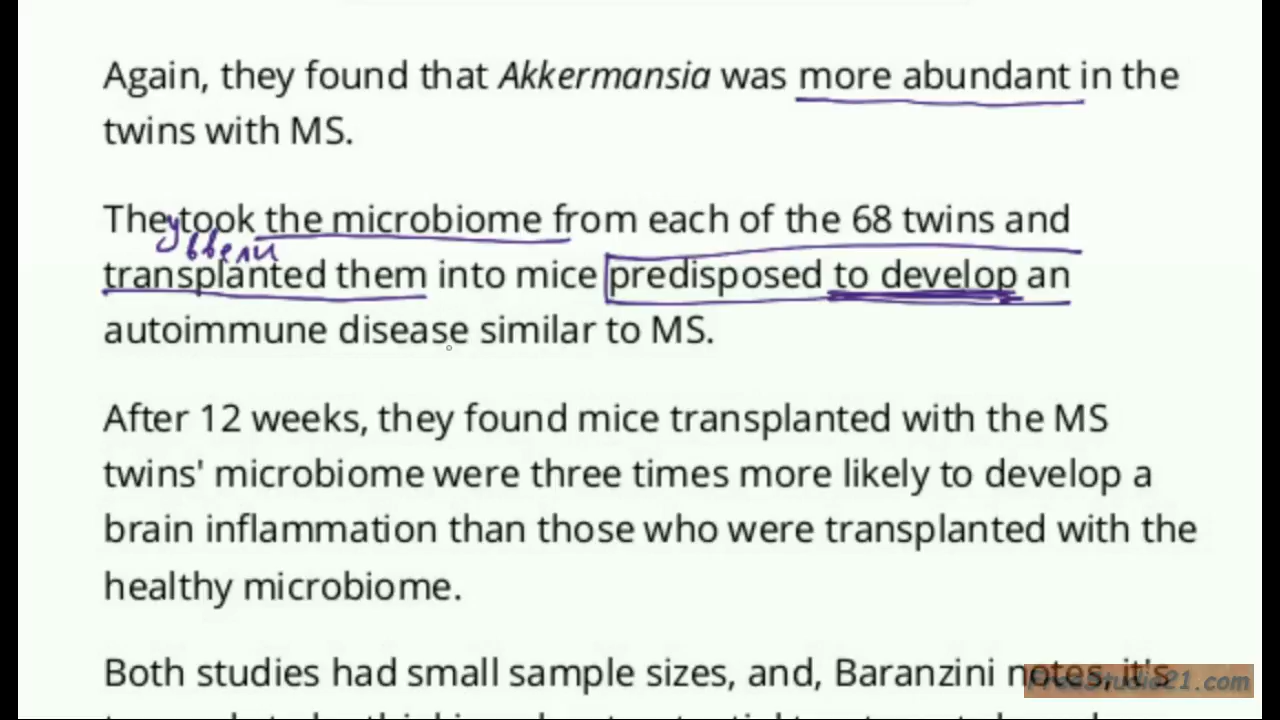 Again, they found that Akkermansia was more abundant in the
twins with MS.
They took the microbiome from each of the 68 twins and
ввели
transplanted them into mice predisposed to develop an
autoimmune disease similar to MS.
After 12 weeks, they found mice transplanted with the MS
twins' microbiome were three times more likely to develop a
brain inflammation than those who were transplanted with the
healthy microbiome.
Both studies had small sample sizes, and, Baranzini notes, it's
FreeStudio21.com